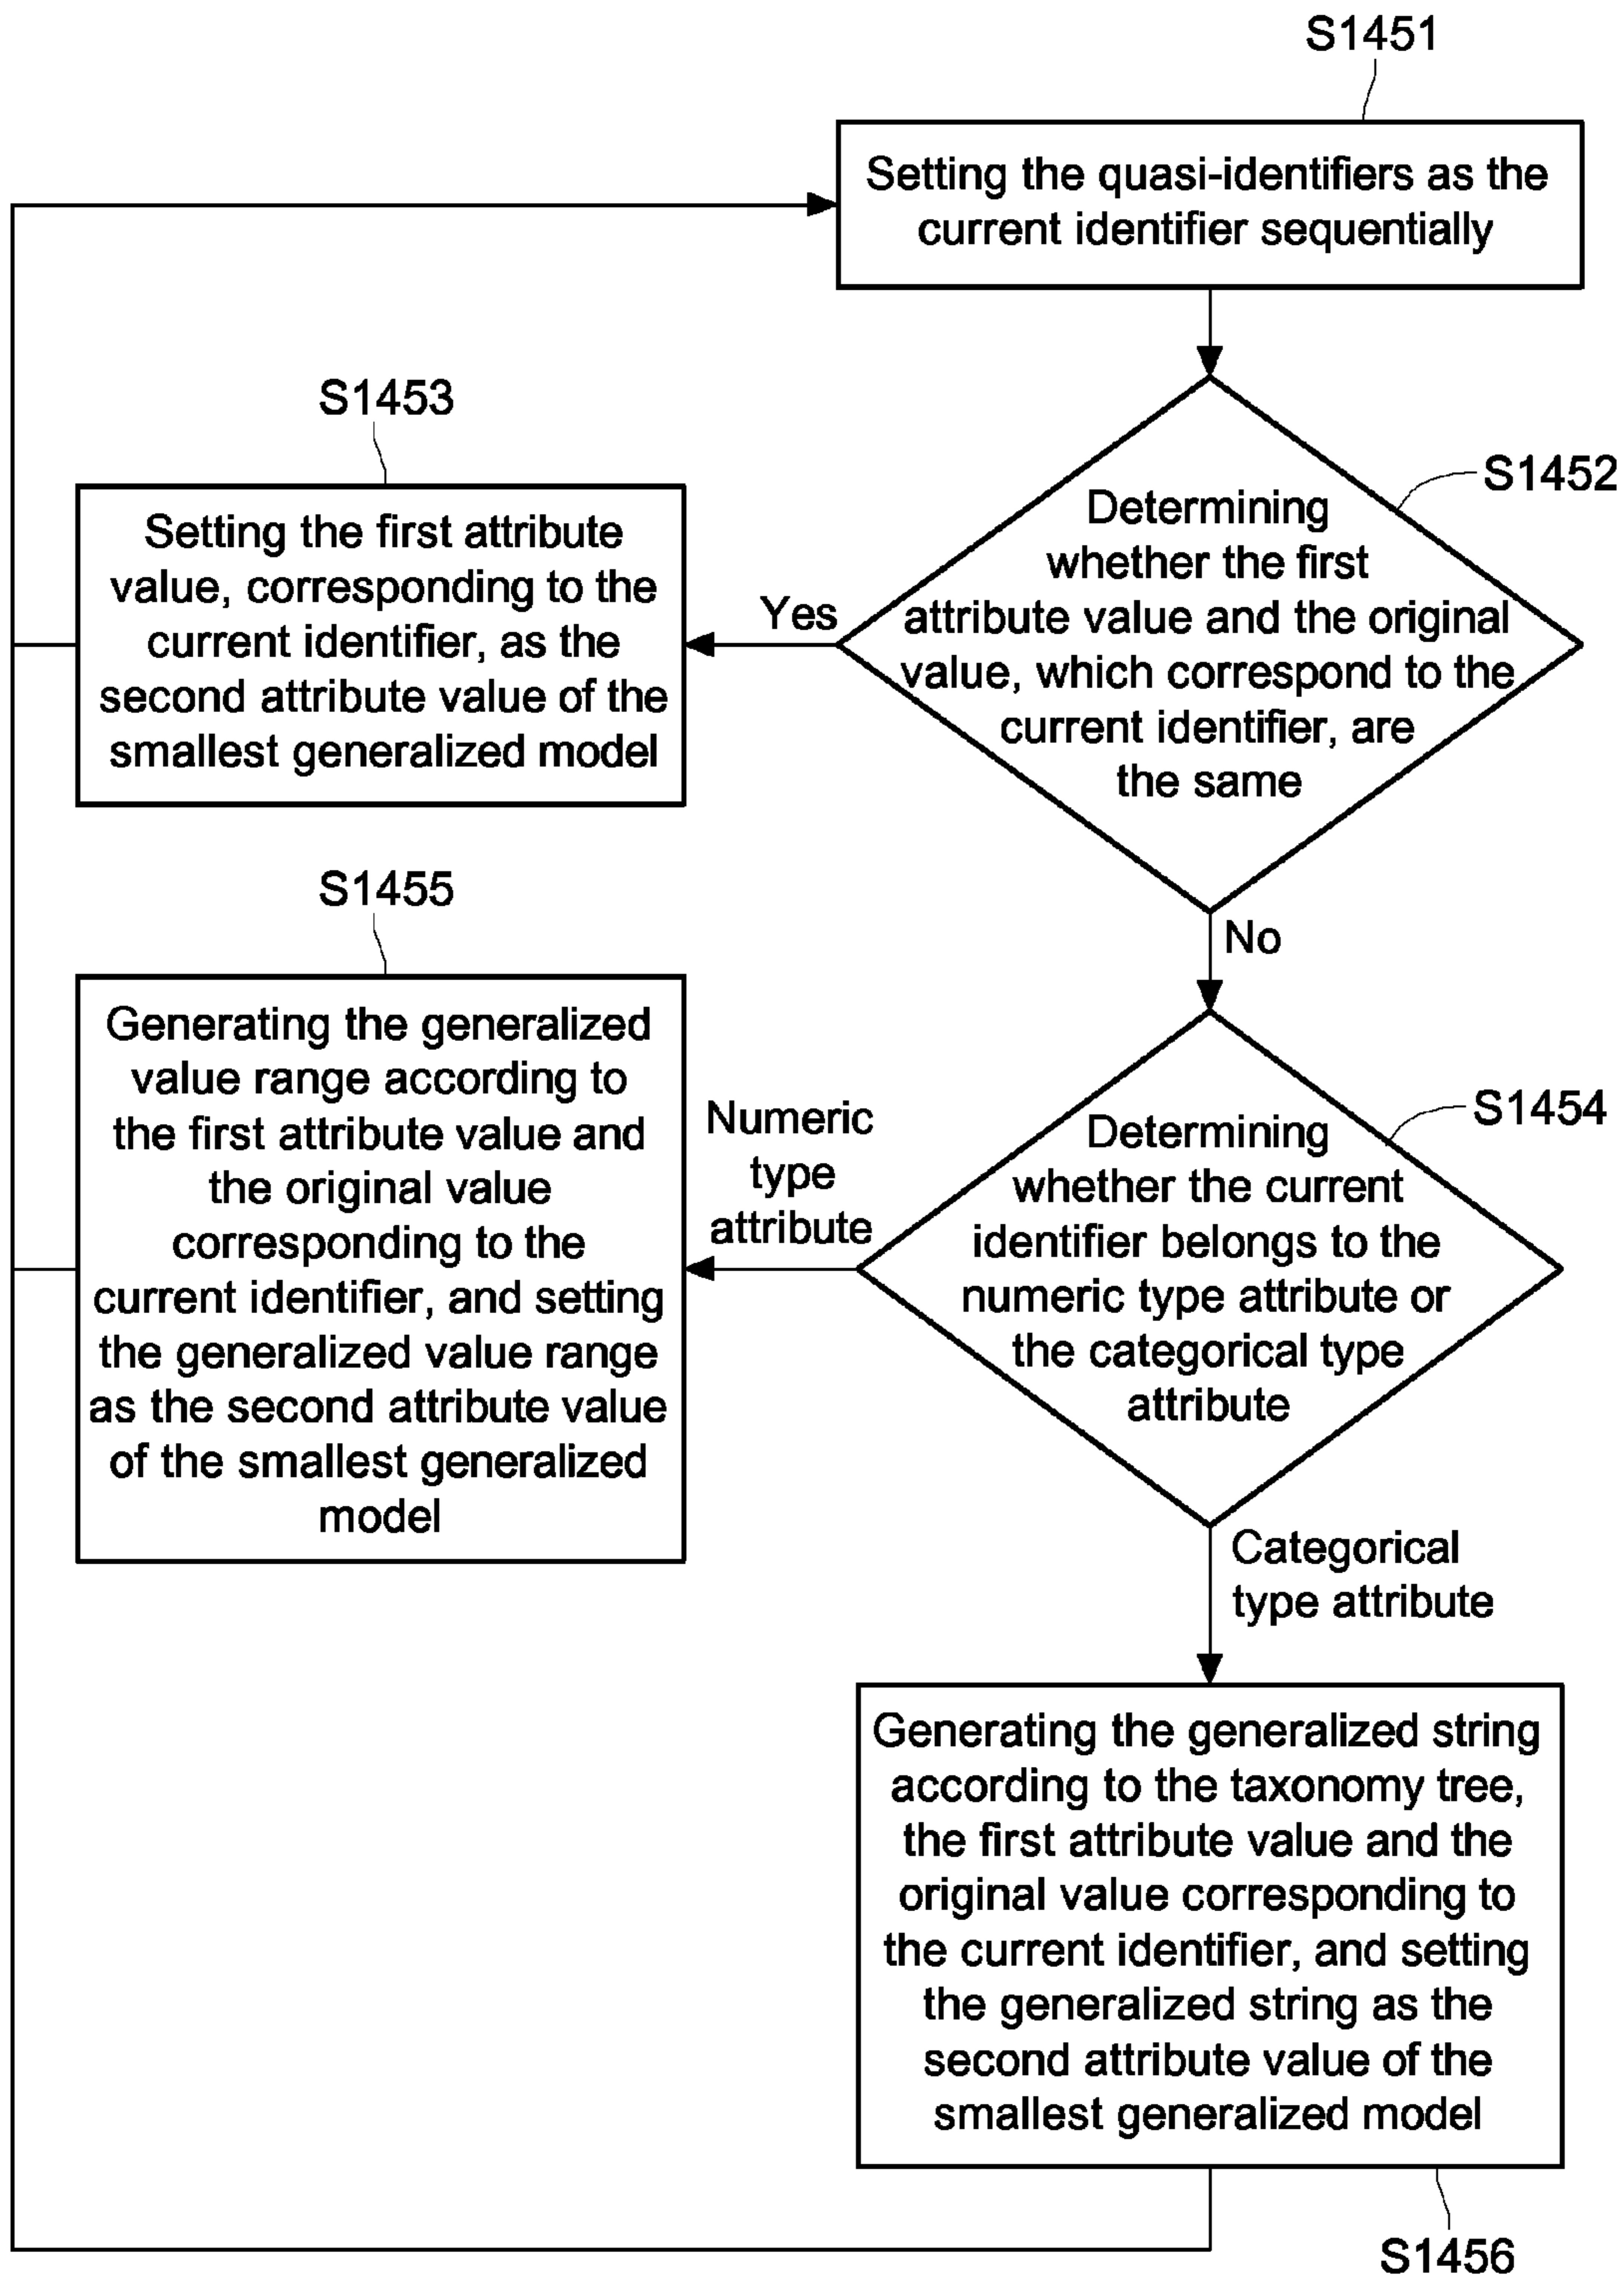 S1451
Setting the quasi-identifiers as the
current identifier sequentially
S1453
Setting the first attribute
value, corresponding to the
current identifier, as the
second attribute value of the
smallest generalized model
Yes
S1452
Determining
whether the first
attribute value and the original
value, which correspond to the
current identifier, are
the same
No
S1455
Generating the generalized
value range according to
the first attribute value and
the original value
corresponding to the
current identifier, and setting
the generalized value range
as the second attribute value
of the smallest generalized
model
Numeric
type
attribute
S1454
Determining
whether the current
identifier belongs to the
numeric type attribute or
the categorical type
attribute
Categorical
type attribute
Generating the generalized string
according to the taxonomy tree,
the first attribute value and the
original value corresponding to
the current identifier, and setting
the generalized string as the
second attribute value of the
smallest generalized model
S1456